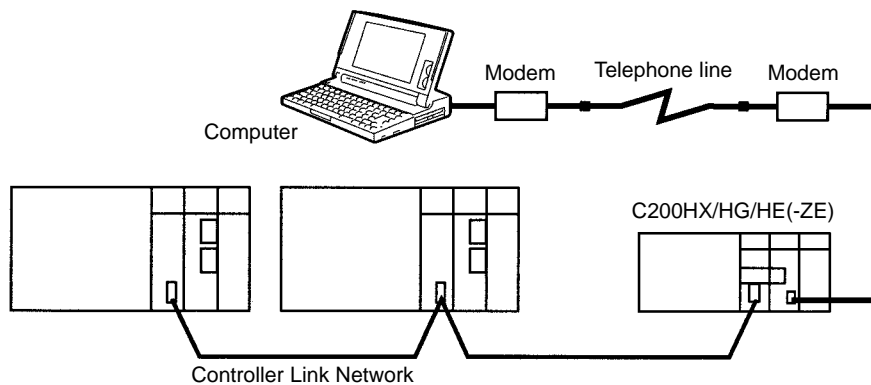 Modem
Telephone line
Modem
Computer
C200HX/HG/HE(-ZE)
Controller Link Network